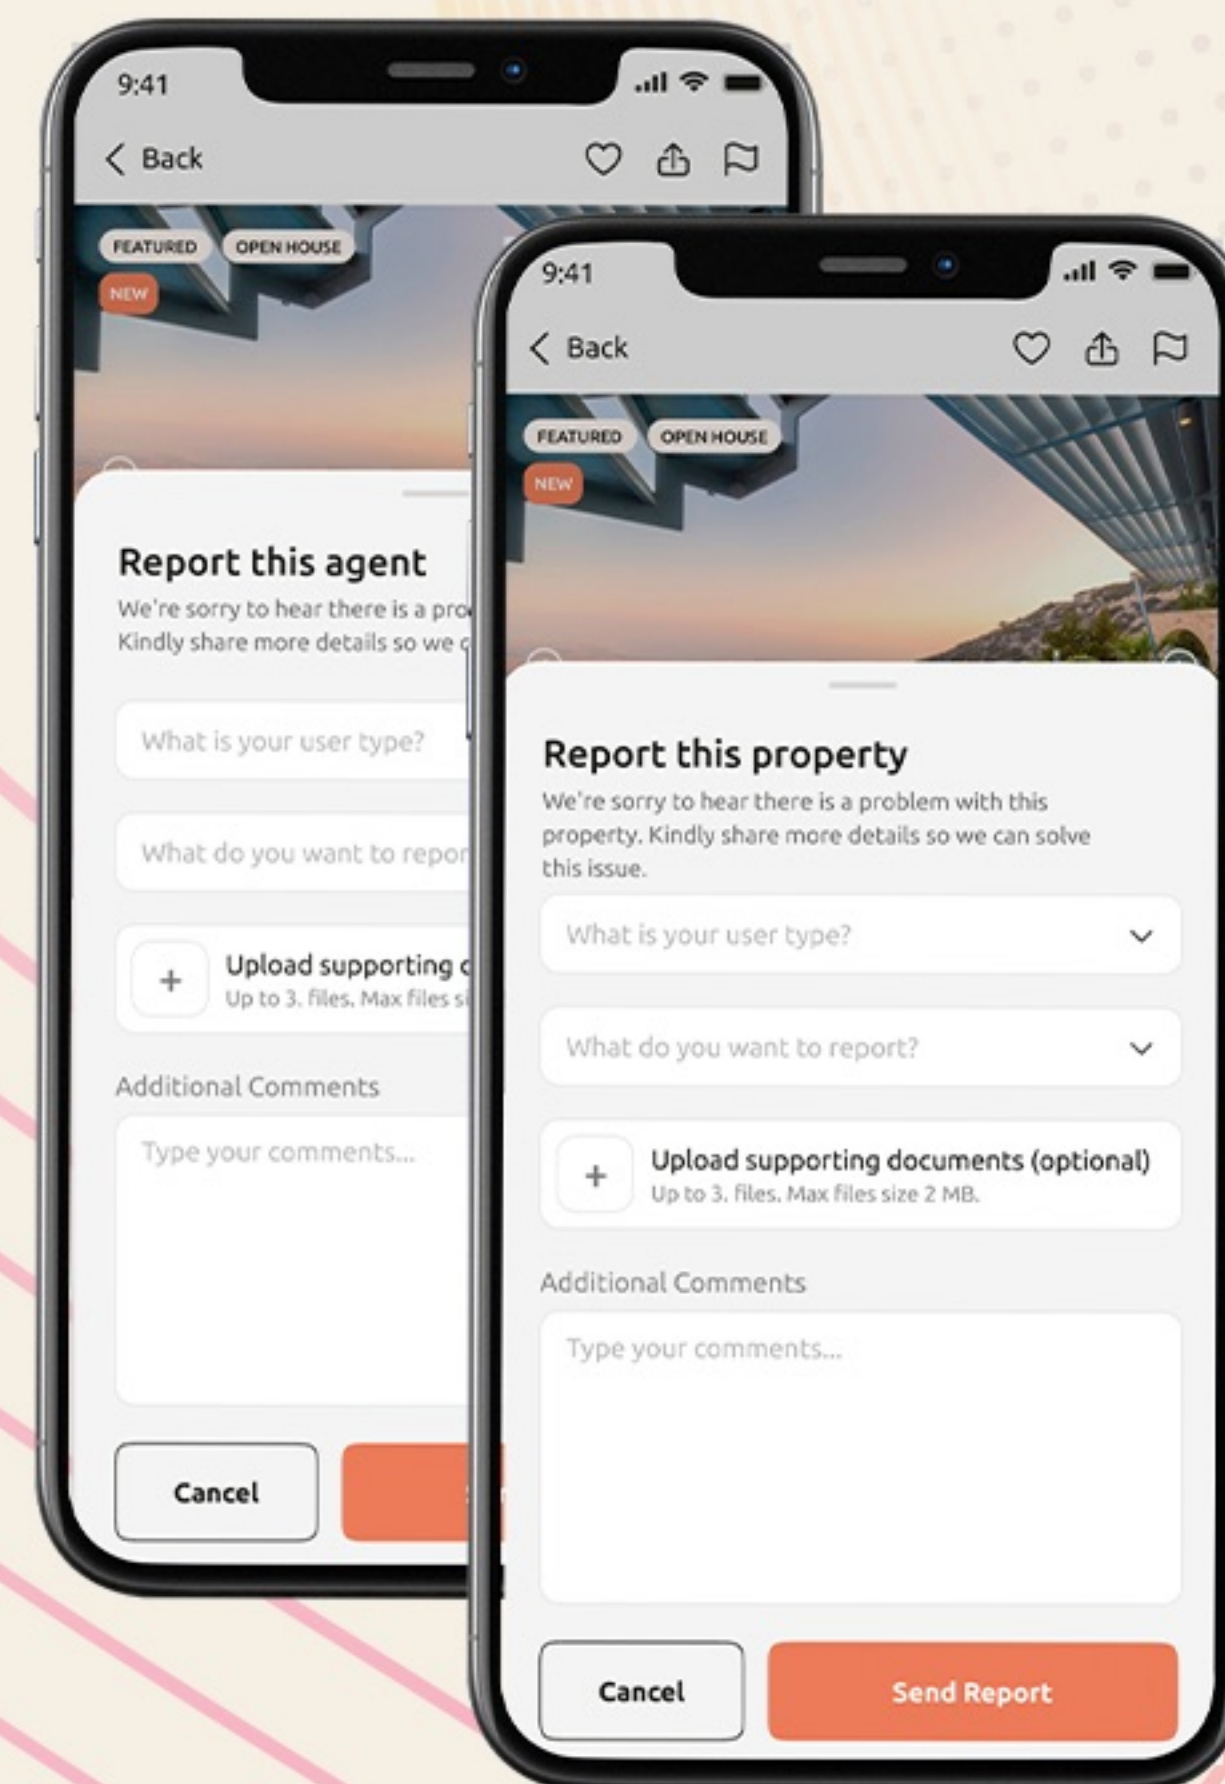 9:41
Back
FEATURED
OPEN HOUSE
NEW
Report this agent
We're sorry to hear there is a
Kindly share more details so we
What is your user type?
What do you want to
Upload supporting
Up to 3. files. Max files
Additional Comments
Type your comments...
Cancel
9:41
Back
FEATURED
OPEN HOUSE
NEW
Report this property
We're sorry to hear there is a problem with this
property. Kindly share more details so we can solve
this issue.
What is your user type?
What do you want to report?
Upload supporting documents (optional)
Up to 3. files. Max files size 2 MB.
Additional Comments
Type your comments...
Cancel
Send Report